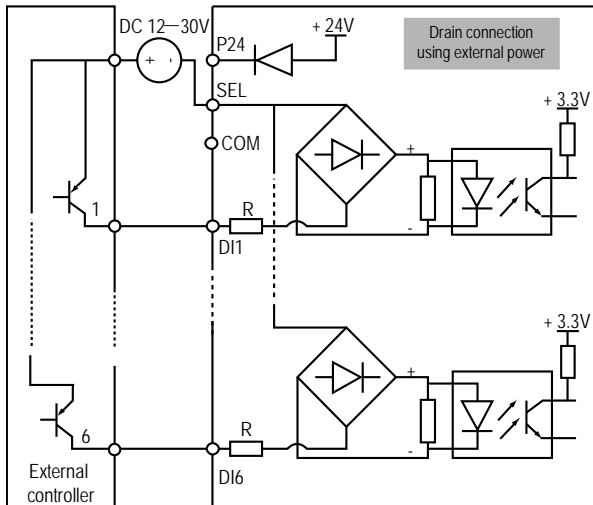 DC 12—30V
P24
+ 24V
Drain connection
using external power
SEL
+ 3.3V
COM
+
+ -
1
R
-
DI1
+ 3.3V
+
6
R
-
DI6
External
controller